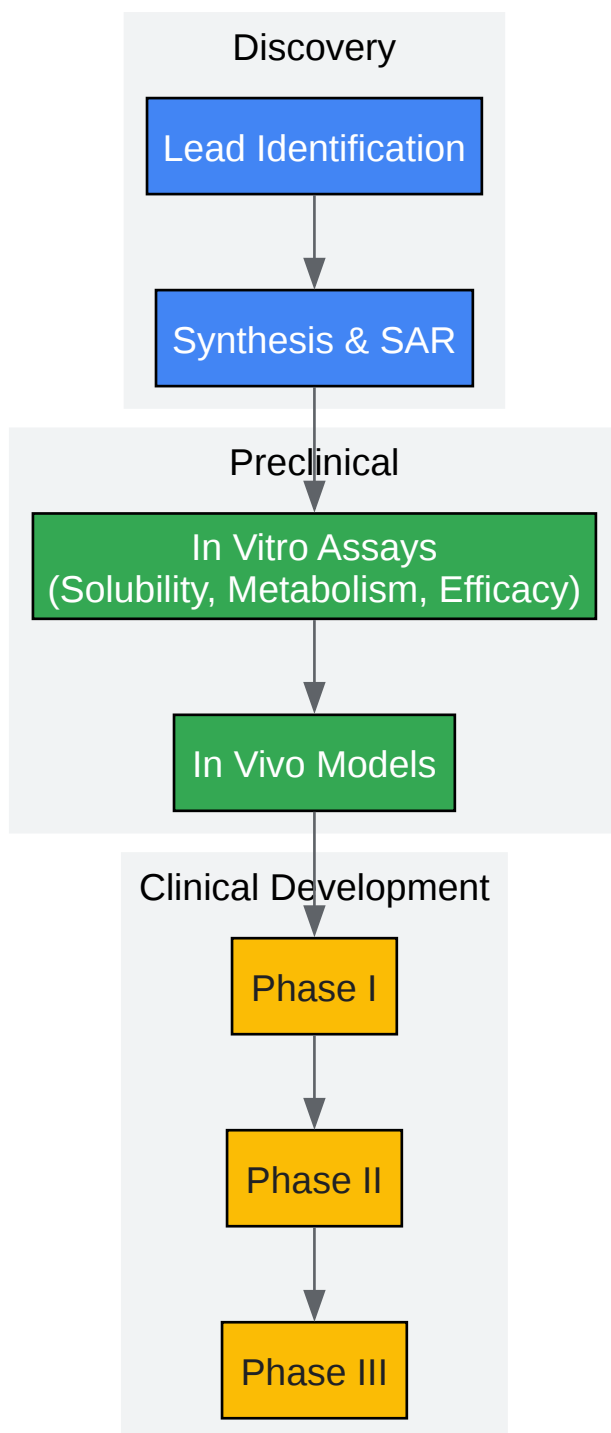 Discovery
Lead Identification
Synthesis & SAR
Preclinical
In Vitro Assays
(Solubility, Metabolism, Efficacy)
In Vivo Models
Clinical Development
Phase I
Phase II
Phase III